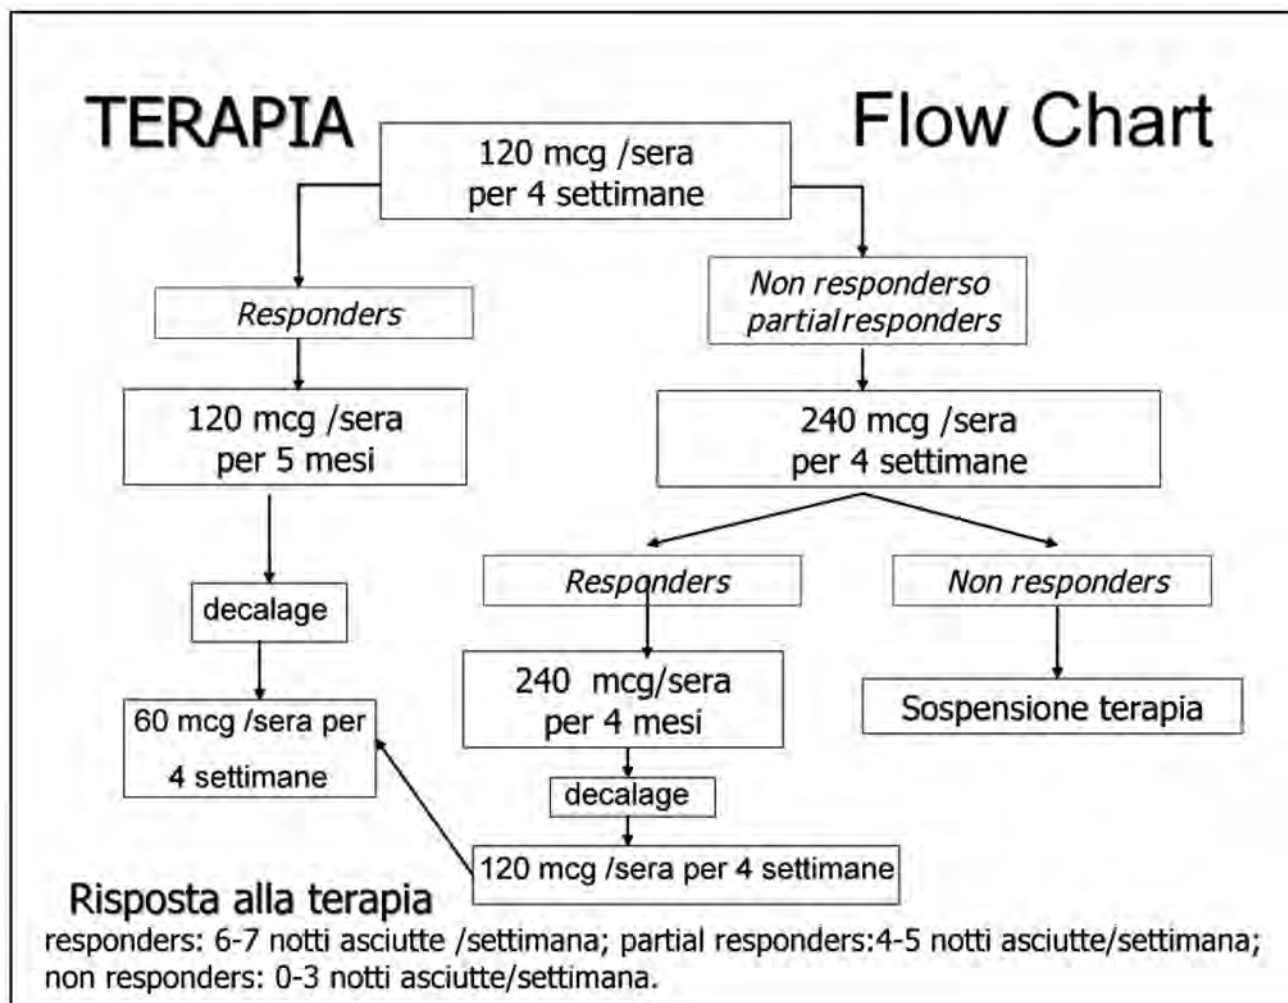 TERAPIA
Flow Chart
120 mcg /sera
per 4 settimane
Responders
Non responderso
partialresponders
120 mcg /sera
per 5 mesi
240 mcg /sera
per 4 settimane
Responders
Non responders
decalage
240 mcg/sera
per 4 mesi
Sospensione terapia
60 mcg /sera per
4 settimane
decalage
120 mcg /sera per 4 settimane
Risposta alla terapia
responders: 6-7 notti asciutte /settimana; partial responders:4-5 notti asciutte/settimana;
non responders: 0-3 notti asciutte/settimana.